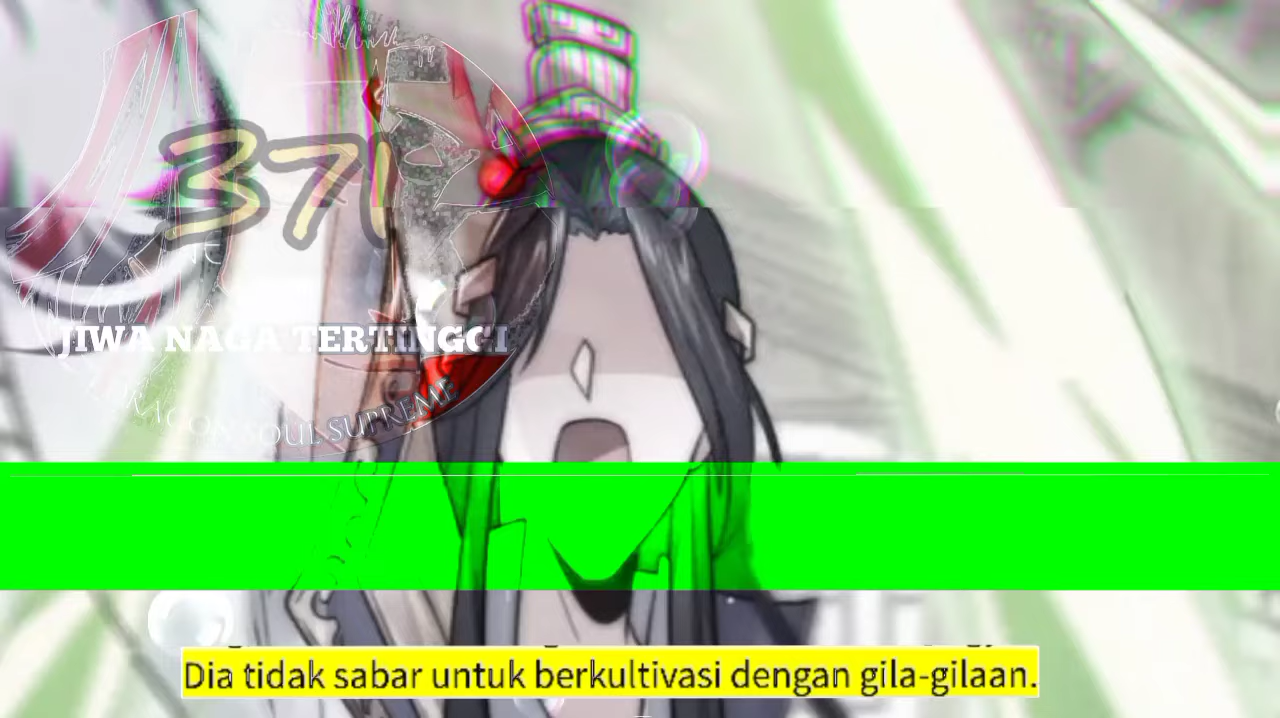 371
JIWA NAGA TERTINGGI
DRAGON SOUL SUPREME
Dia tidak sabar untuk berkultivasi dengan gila-gilaan.